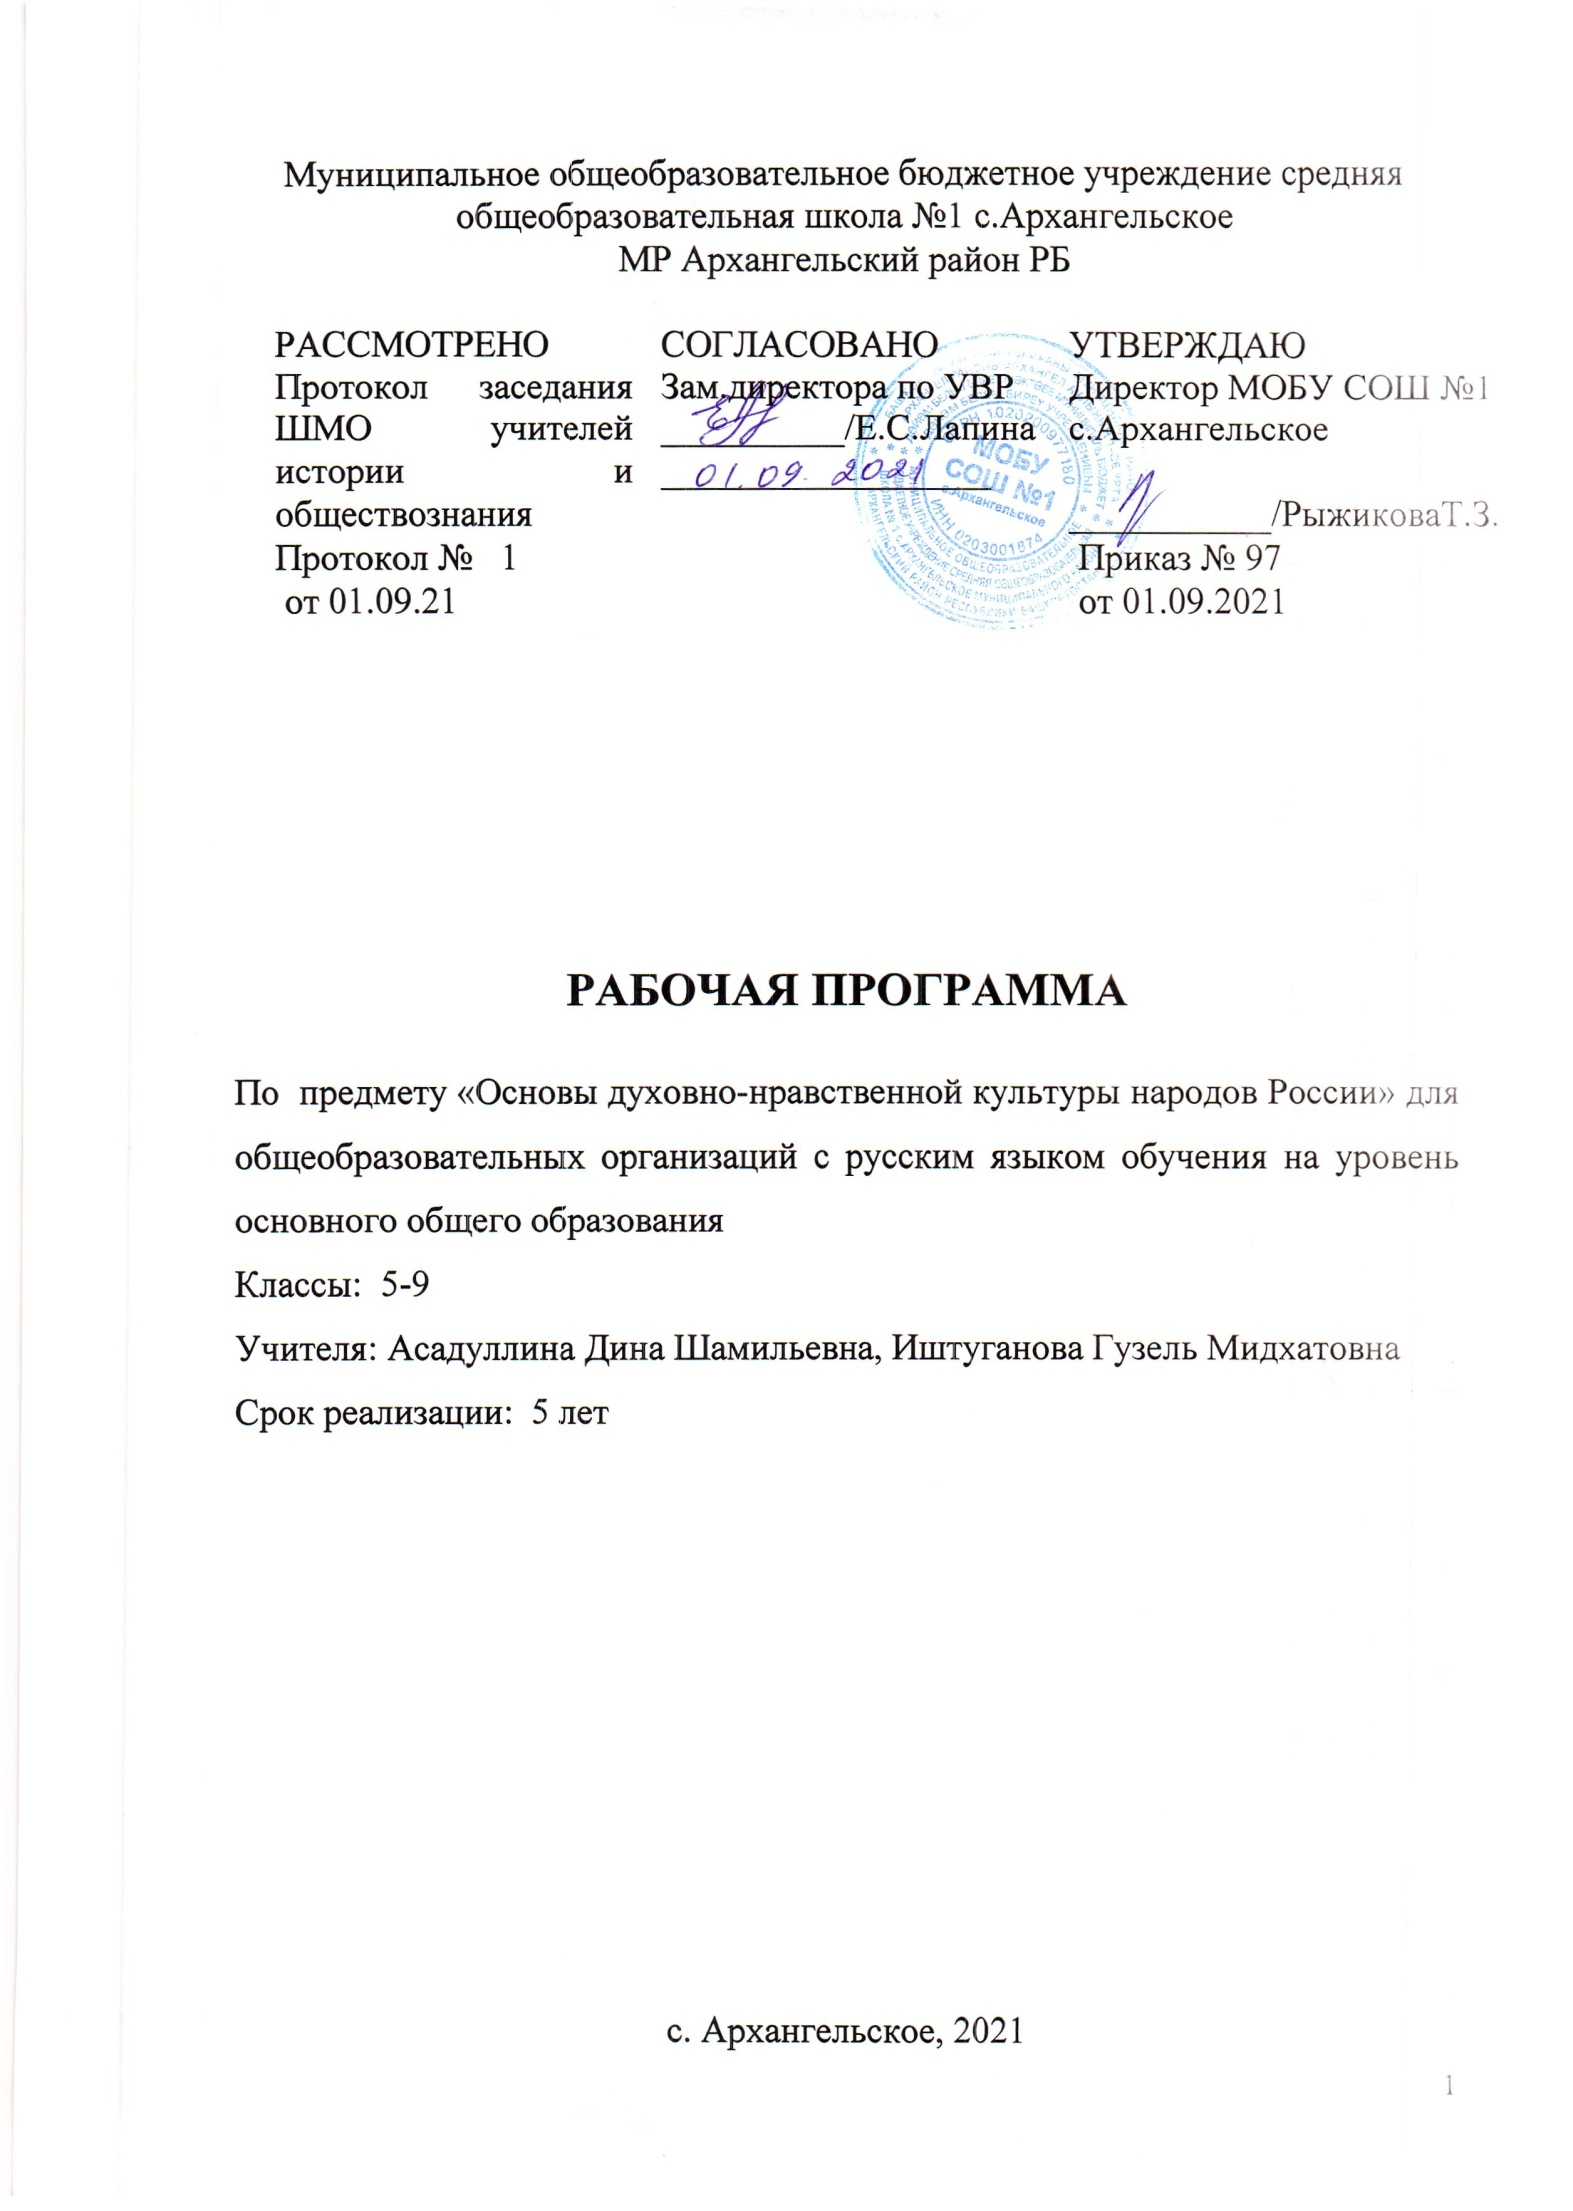 Муниципальное общеобразовательное бюджетное учреждение средняя
общеобразовательная школа №1 с.Архангельское
МР Архангельский район РБ
РАССМОТРЕНО
Протокол заседания
ШМО учителей
истории и
обществознания
Протокол № 1
от 01.09.21
СОГЛАСОВАНО
Зам.директора по УВР
___________/Е.С.Лапина
01.09.2021
УТВЕРЖДАЮ
Директор МОБУ СОШ №1
с.Архангельское
____________/РыжиковаТ.З.
Приказ № 97
от 01.09.2021
МОБУ
СОШ №1
с.Архангельское
ИНН 0203001874
РАБОЧАЯ ПРОГРАММА
По предмету «Основы духовно-нравственной культуры народов России» для
общеобразовательных организаций с русским языком обучения на уровень
основного общего образования
Классы: 5-9
Учителя: Асадуллина Дина Шамильевна, Иштуганова Гузель Мидхатовна
Срок реализации: 5 лет
с. Архангельское, 2021
1